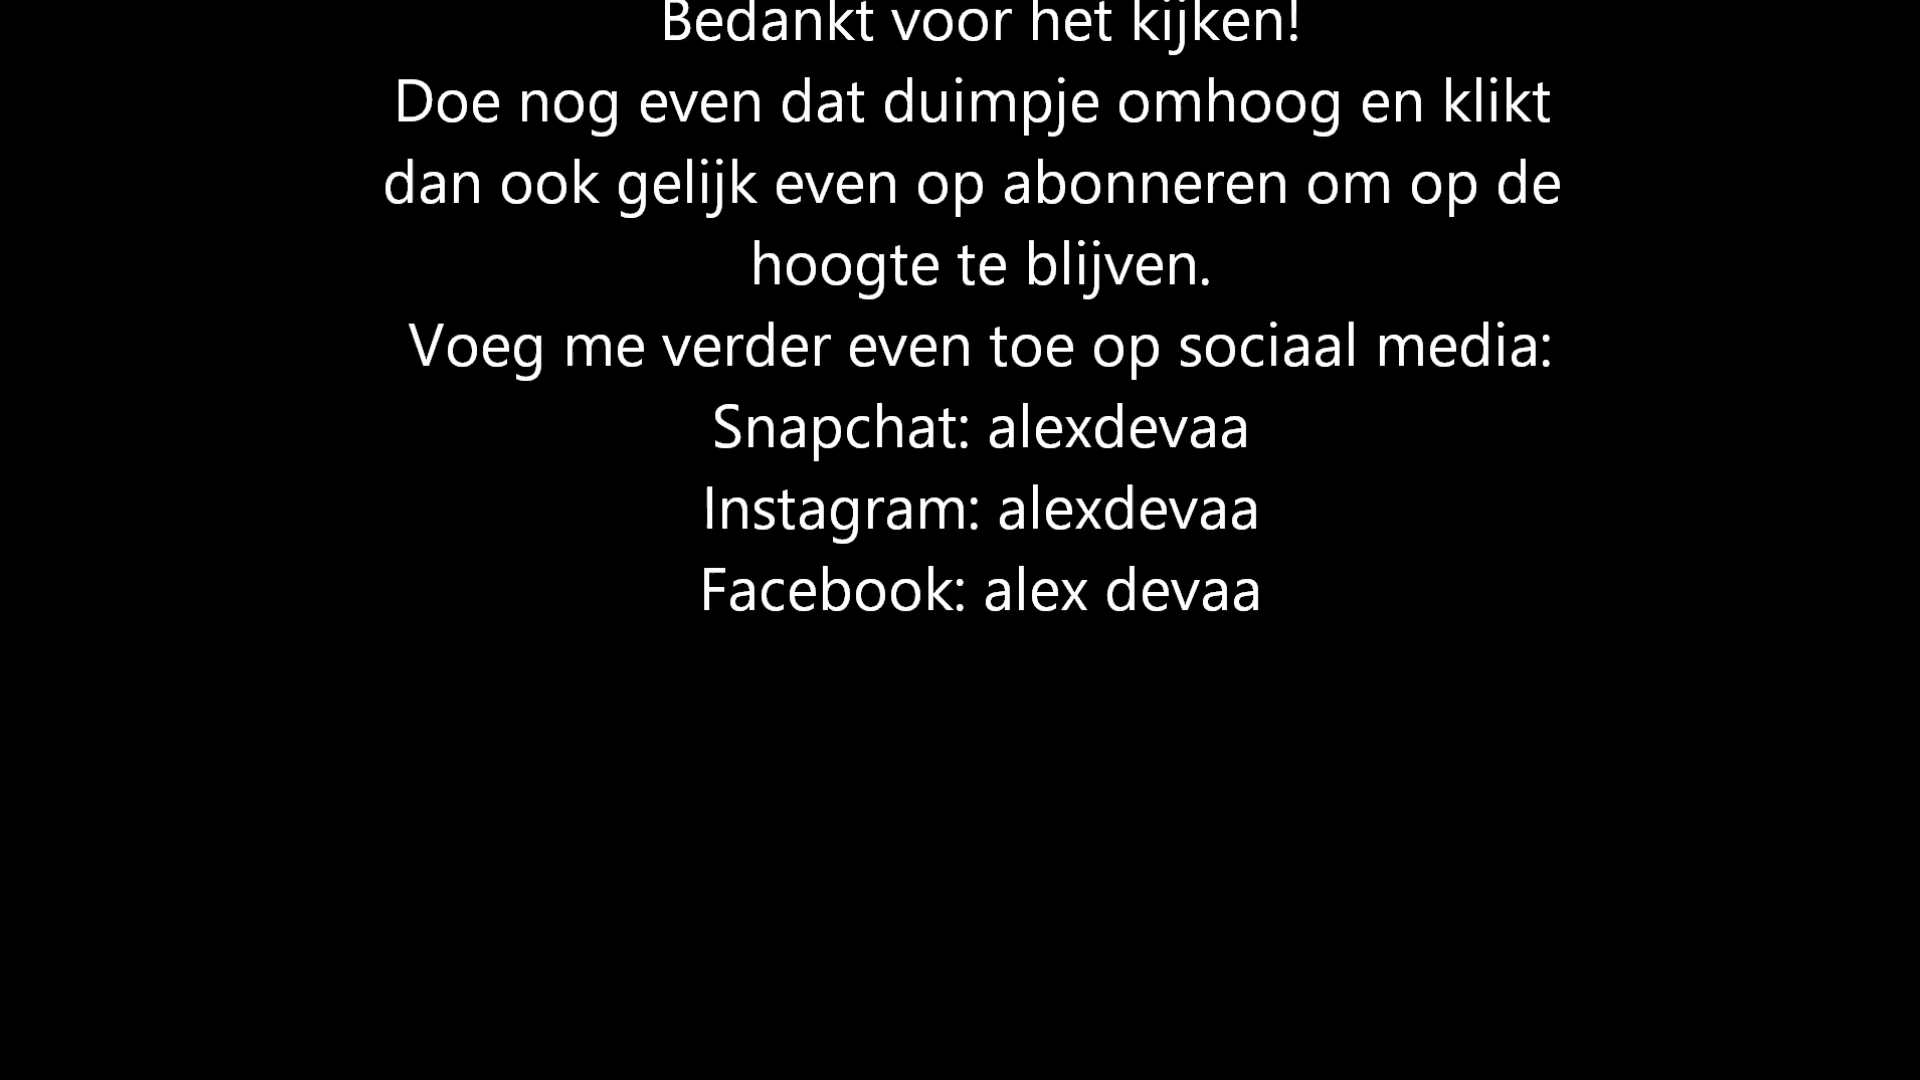 Bedankt voor het kijken!
Doe nog even dat duimpje omhoog en klikt
dan ook gelijk even op abonneren om op de
hoogte te blijven.
Voeg me verder even toe op sociaal media:
Snapchat: alexdevaa
Instagram: alexdevaa
Facebook: alex devaa